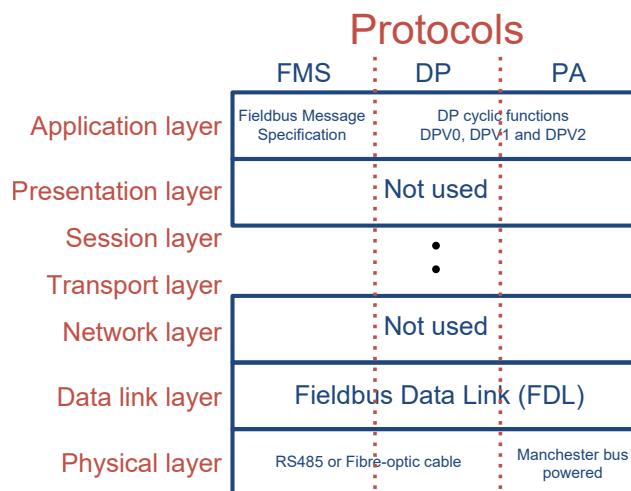 Protocols
FMS DP PA
Application layer
Fieldbus Message
Specification
DP cyclic functions
DPV0, DPV1 and DPV2
Presentation layer
Not used
Session layer
Transport layer
Network layer
Not used
Data link layer
Fieldbus Data Link (FDL)
Physical layer
RS485 or Fibre-optic cable
Manchester bus
powered